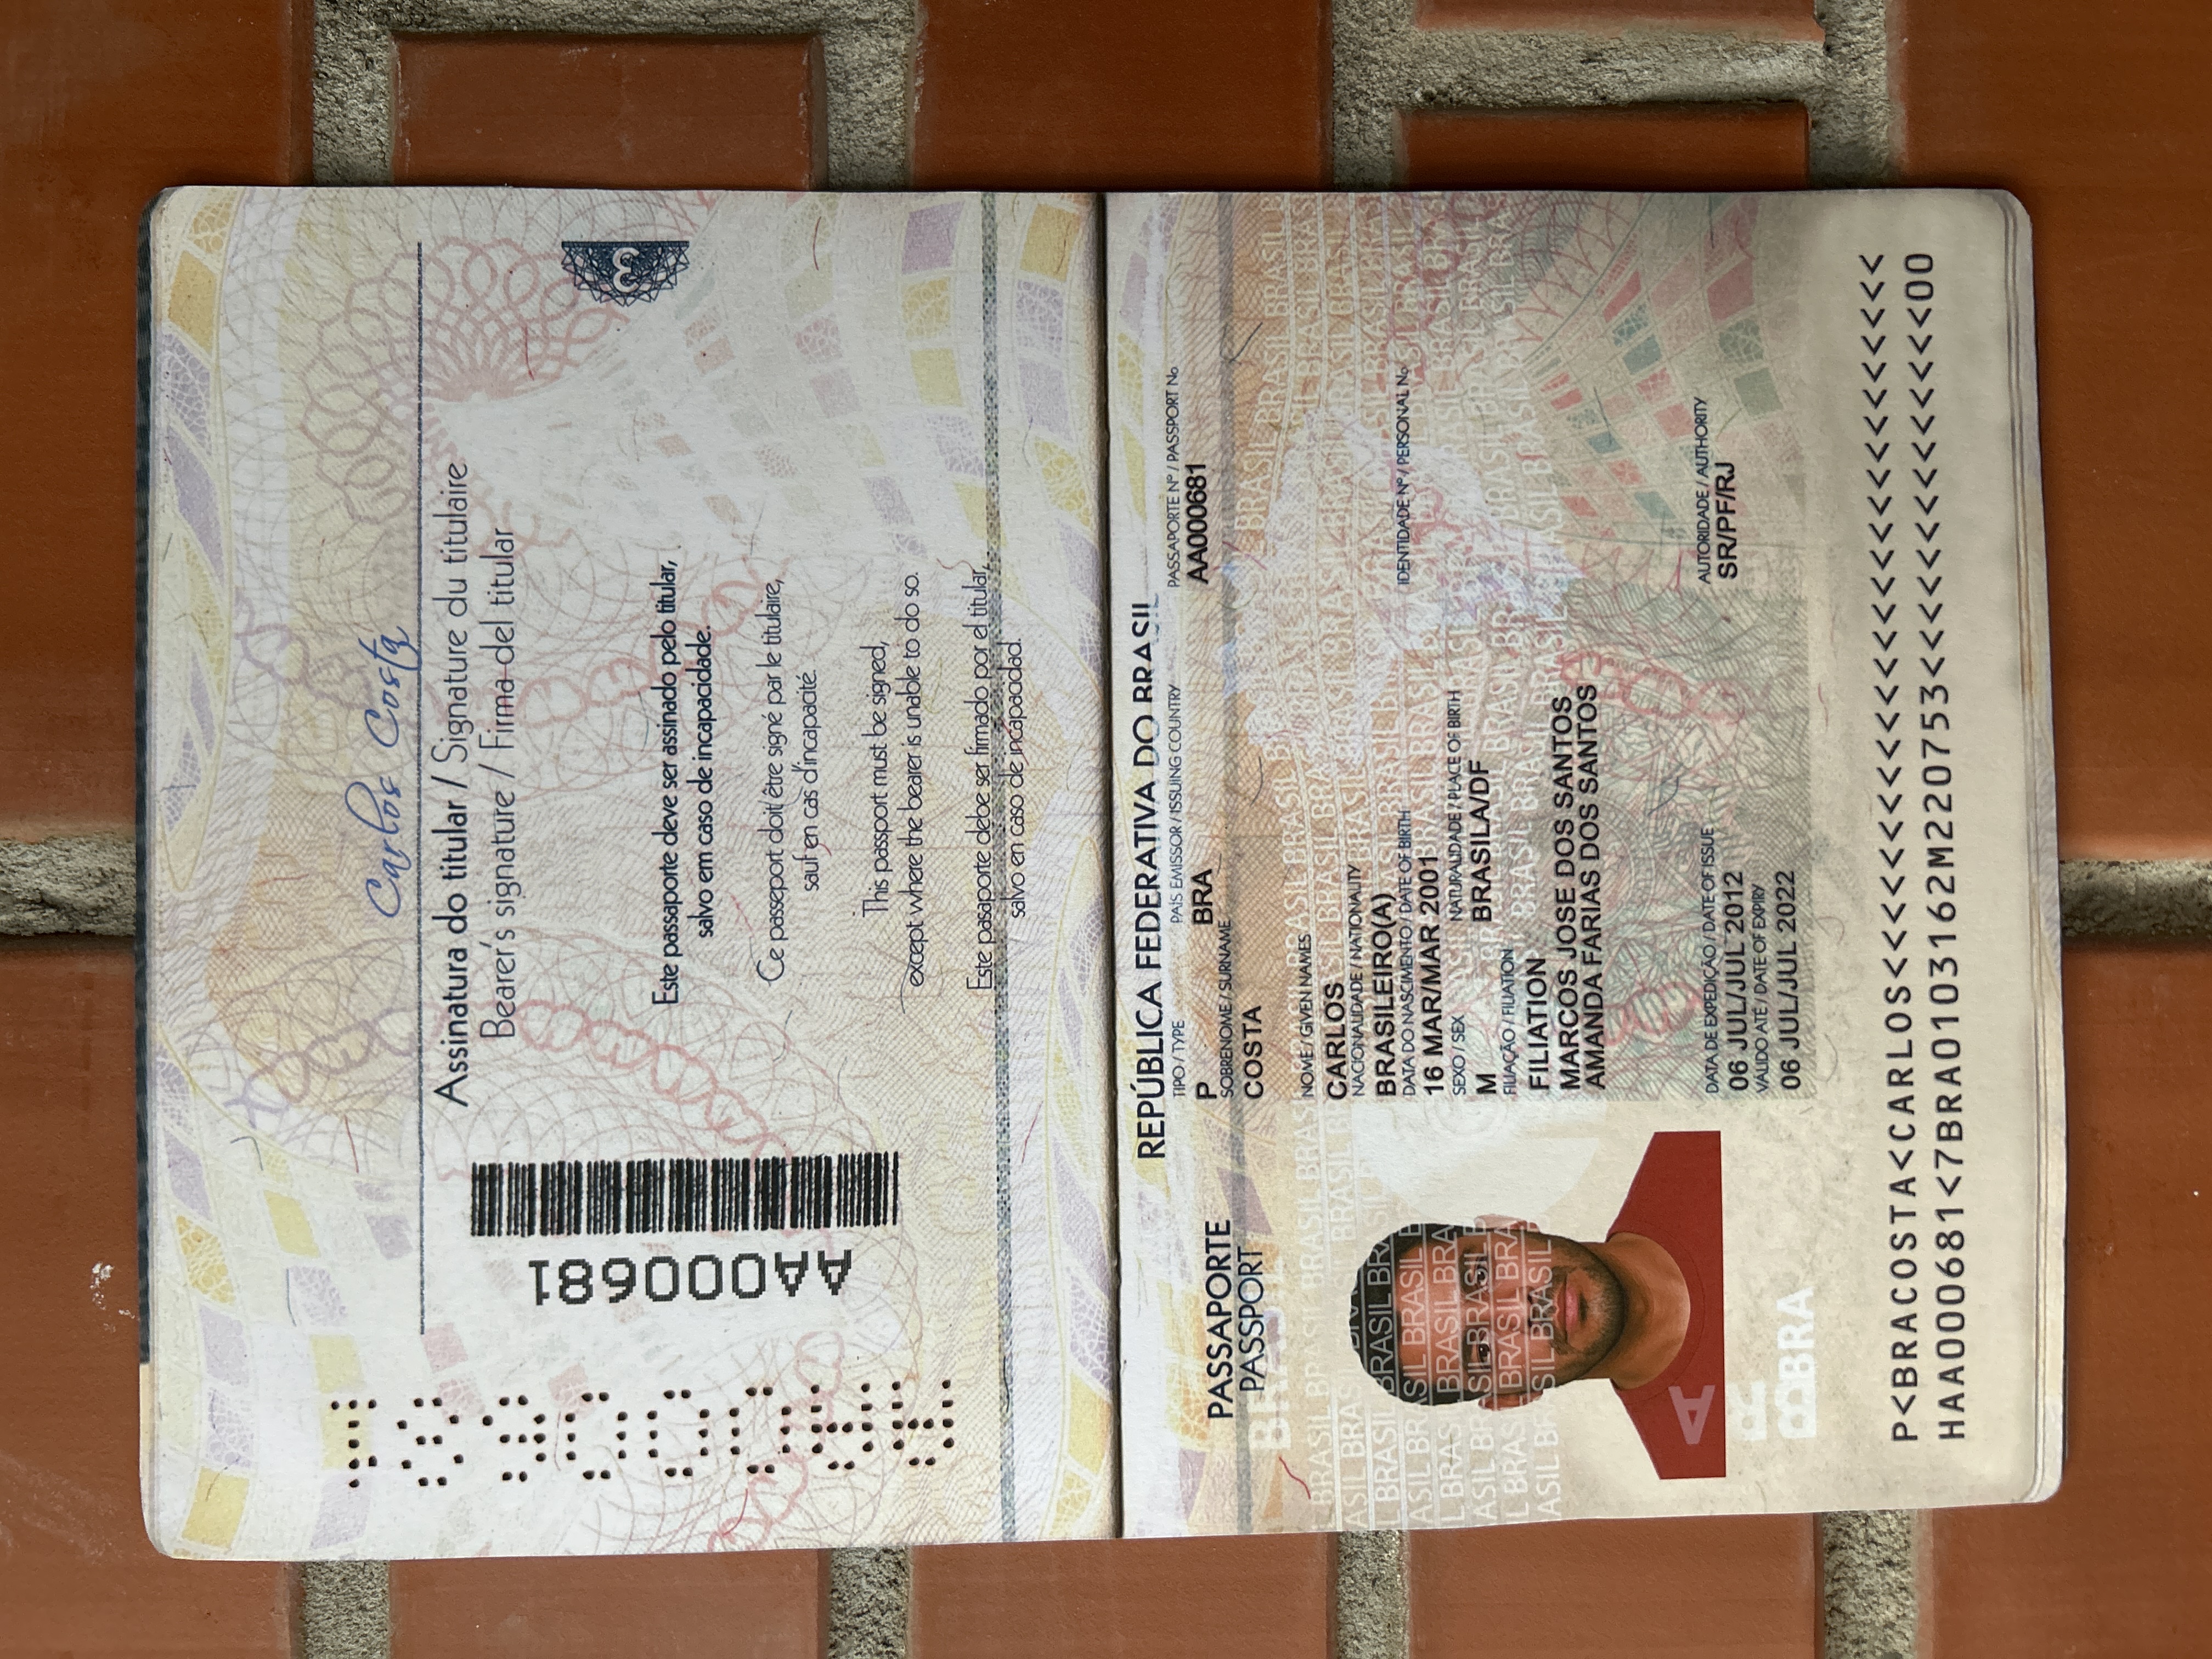 Carlos Costa
Assinatura do titular / Signature du titulaire
Bearer's signature / Firma del titular
AA000681
AA000681
3
Este passaporte deve ser assinado pelo titular,
salvo em caso de incapacidade.
Ce passeport doit être signé par le titulaire,
sauf en cas d'incapacité.
This passport must be signed,
except where the bearer is unable to do so.
Este pasaporte debe ser firmado por el titular,
salvo en caso de incapacidad.
REPÚBLICA FEDERATIVA DO BRASIL
TIPO / TYPE PAÍS EMISSOR / ISSUING COUNTRY PASSAPORTE Nº / PASSPORT No
P BRA AA000681
PASSAPORTE
PASSPORT
SOBRENOME / SURNAME
COSTA
NOME / GIVEN NAMES
CARLOS
NACIONALIDADE / NATIONALITY
BRASILEIRO(A)
DATA DO NASCIMENTO / DATE OF BIRTH IDENTIDADE Nº / PERSONAL No
16 MAR/MAR 2001
SEXO / SEX NATURALIDADE / PLACE OF BIRTH
M BRASILA/DF
FILIAÇÃO / FILIATION
FILIATION
MARCOS JOSE DOS SANTOS
AMANDA FARIAS DOS SANTOS
DATA DE EXPEDIÇÃO / DATE OF ISSUE AUTORIDADE / AUTHORITY
06 JUL/JUL 2012 SR/PF/RJ
VÁLIDO ATÉ / DATE OF EXPIRY
06 JUL/JUL 2022
BRA
BRA
P<BRACOSTA<CARLOS<<<<<<<<<<<<<<<<<<<<<<<<<<<
HAA000681<7BRA0103162M220753<<<<<<<<<<<<<<00